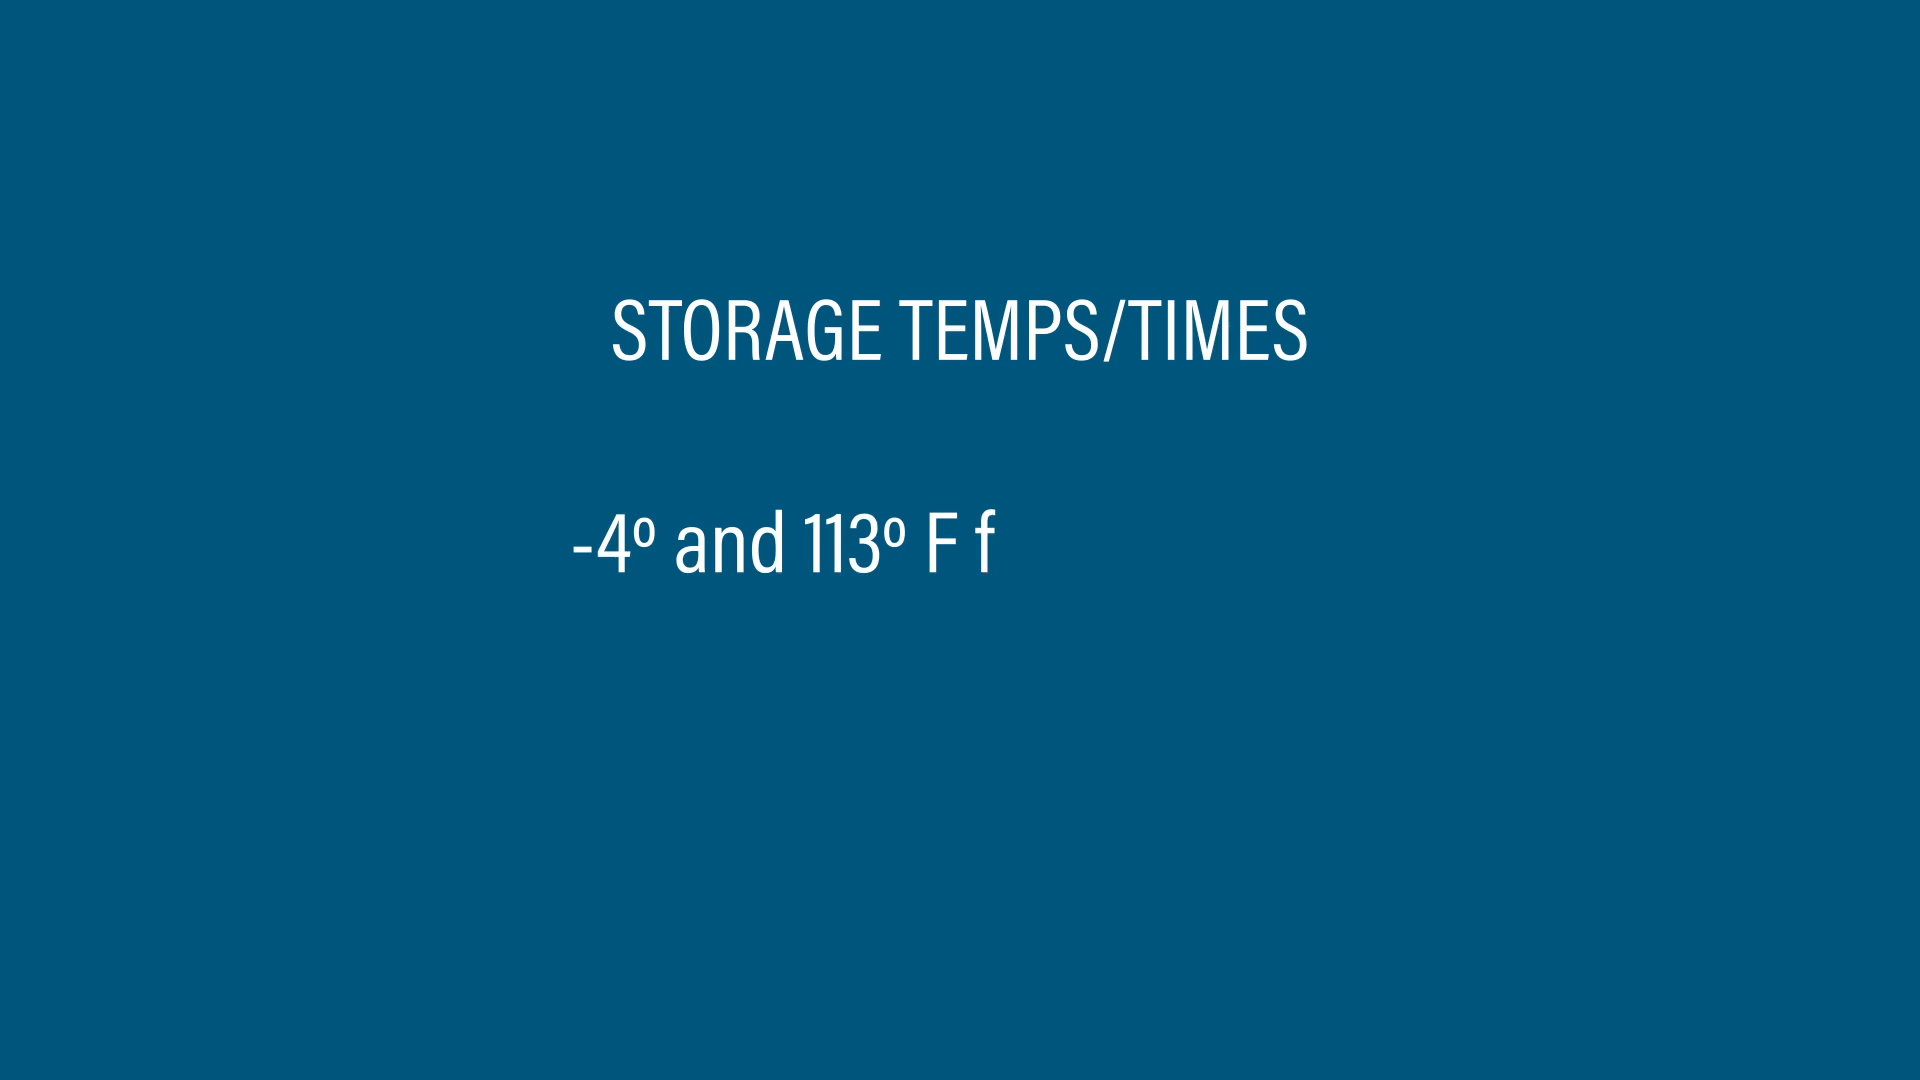 STORAGE TEMPS/TIMES
-4º and 113º F f